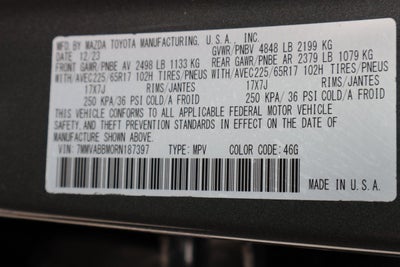 MFD. BY MAZDA TOYOTA MANUFACTURING, U.S.A., INC.
12/23 GVWR/PNBV 4848 LB 2199 KG
FRONT GAWR/PNBE AV 2498 LB 1133 KG REAR GAWR/PNBE AR 2379 LB 1079 KG
WITH/AVEC225/65R17 102H TIRES/PNEUS WITH/AVEC225/65R17 102H TIRES/PNEUS
17X7J RIMS/JANTES 17X7J RIMS/JANTES
250 KPA/36 PSI COLD/A FROID 250 KPA/ 36 PSI COLD/A FROID
THIS VEHICLE CONFORMS TO ALL APPLICABLE FEDERAL MOTOR VEHICLE
SAFETY, AND THEFT PREVENTION STANDARDS IN EFFECT ON THE DATE OF
MANUFACTURE SHOWN ABOVE.
VIN: 7MMVABBM0RN187397 TYPE: MPV COLOR CODE: 46G
MADE IN U.S.A.